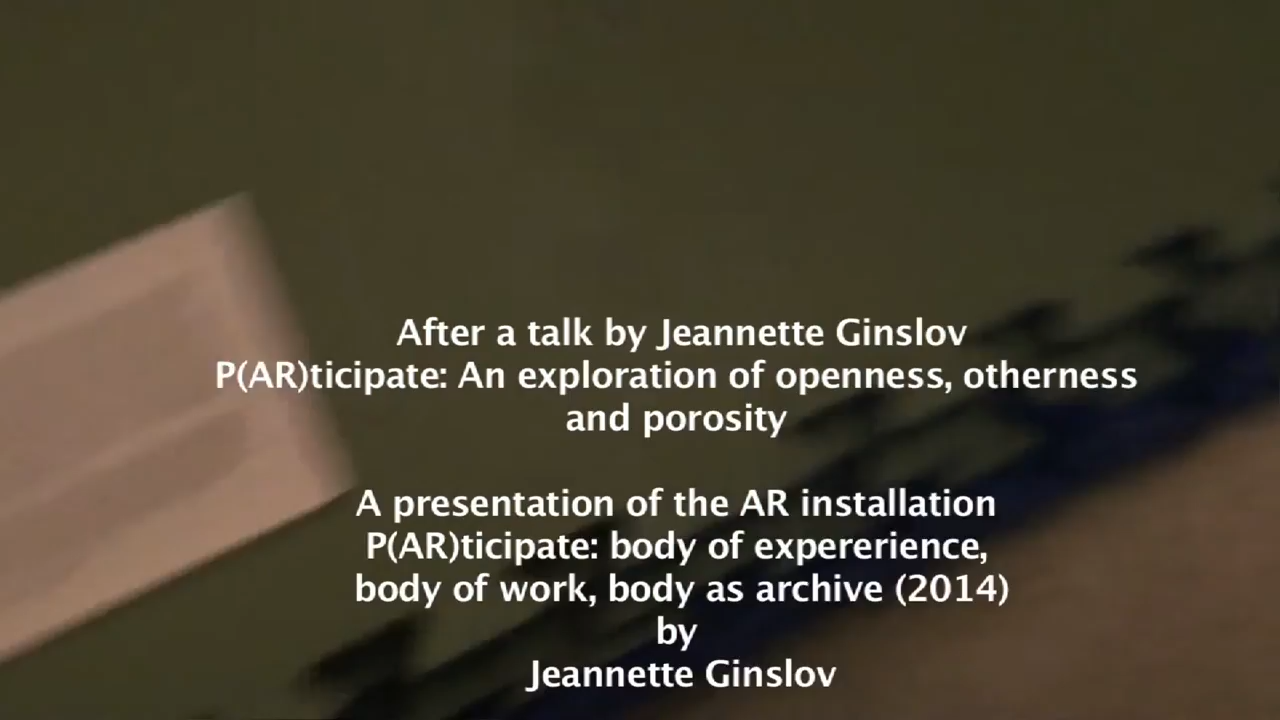 After a talk by Jeannette Ginslov
P(AR)ticipate: An exploration of openness, otherness
and porosity
A presentation of the AR installation
P(AR)ticipate: body of expererience,
body of work, body as archive (2014)
by
Jeannette Ginslov